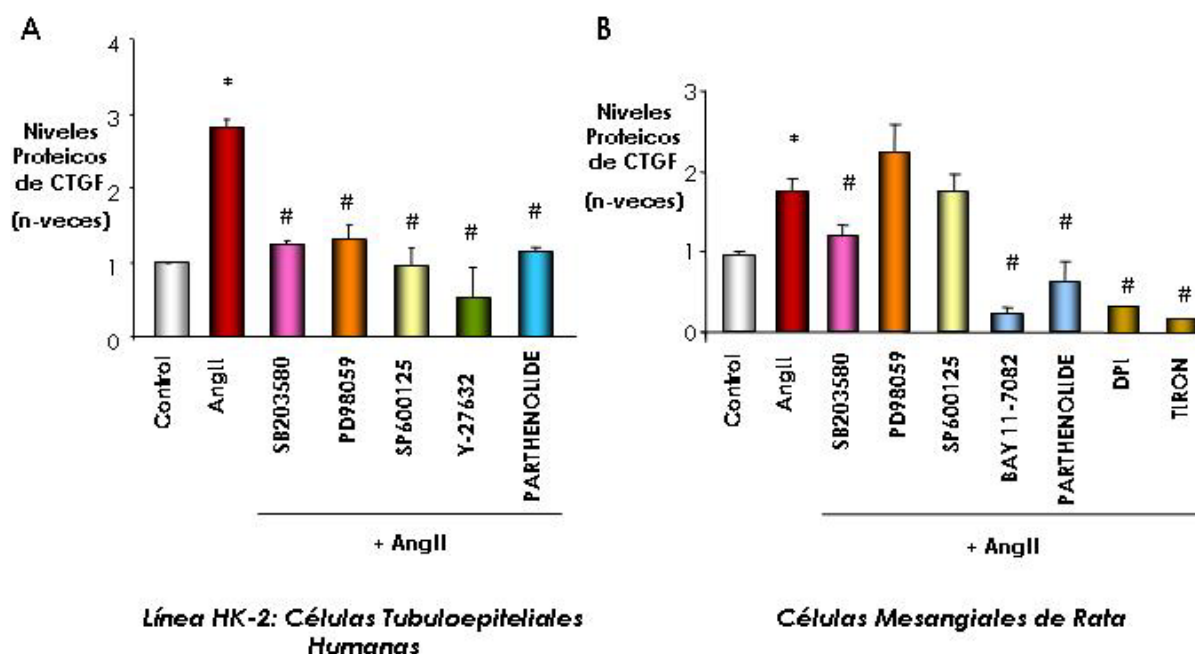 A
Niveles
Proteicos
de CTGF
(n-veces)
4
3
2
1
0
*
#
#
#
#
#
Control
AngII
SB203580
PD98059
SP600125
Y-27632
PARTHENOLIDE
+ AngII
Línea HK-2: Células Tubuloepiteliales
Humanas
B
Niveles
Proteicos
de CTGF
(n-veces)
3
2
1
0
*
#
#
#
#
#
Control
AngII
SB203580
PD98059
SP600125
BAY 11-7082
PARTHENOLIDE
DPI
TIRON
+ AngII
Células Mesangiales de Rata